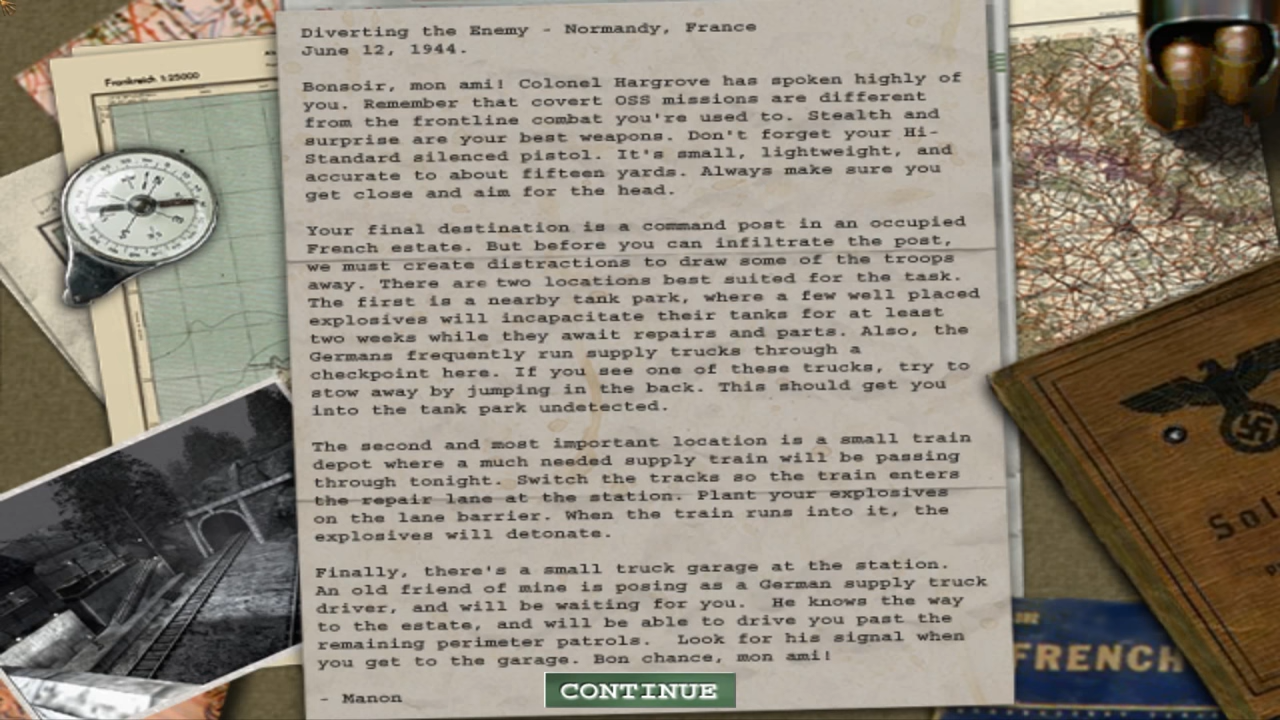 Diverting the Enemy - Normandy, France
June 12, 1944.
Bonsoir, mon ami! Colonel Hargrove has spoken highly of
you. Remember that covert OSS missions are different
from the frontline combat you're used to. Stealth and
surprise are your best weapons. Don't forget your Hi-
Standard silenced pistol. It's small, lightweight, and
accurate to about fifteen yards. Always make sure you
get close and aim for the head.
Your final destination is a command post in an occupied
French estate. But before you can infiltrate the post,
we must create distractions to draw some of the troops
away. There are two locations best suited for the task.
The first is a nearby tank park, where a few well placed
explosives will incapacitate their tanks for at least
two weeks while they await repairs and parts. Also, the
Germans frequently run supply trucks through a
checkpoint here. If you see one of these trucks, try to
stow away by jumping in the back. This should get you
into the tank park undetected.
The second and most important location is a small train
depot where a much needed supply train will be passing
through tonight. Switch the tracks so the train enters
the repair lane at the station. Plant your explosives
on the lane barrier. When the train runs into it, the
explosives will detonate.
Finally, there's a small truck garage at the station.
An old friend of mine is posing as a German supply truck
driver, and will be waiting for you.  He knows the way
to the estate, and will be able to drive you past the
remaining perimeter patrols.  Look for his signal when
you get to the garage. Bon chance, mon ami!
- Manon
CONTINUE
Frankreich 1:25000
Sol
FRENCH